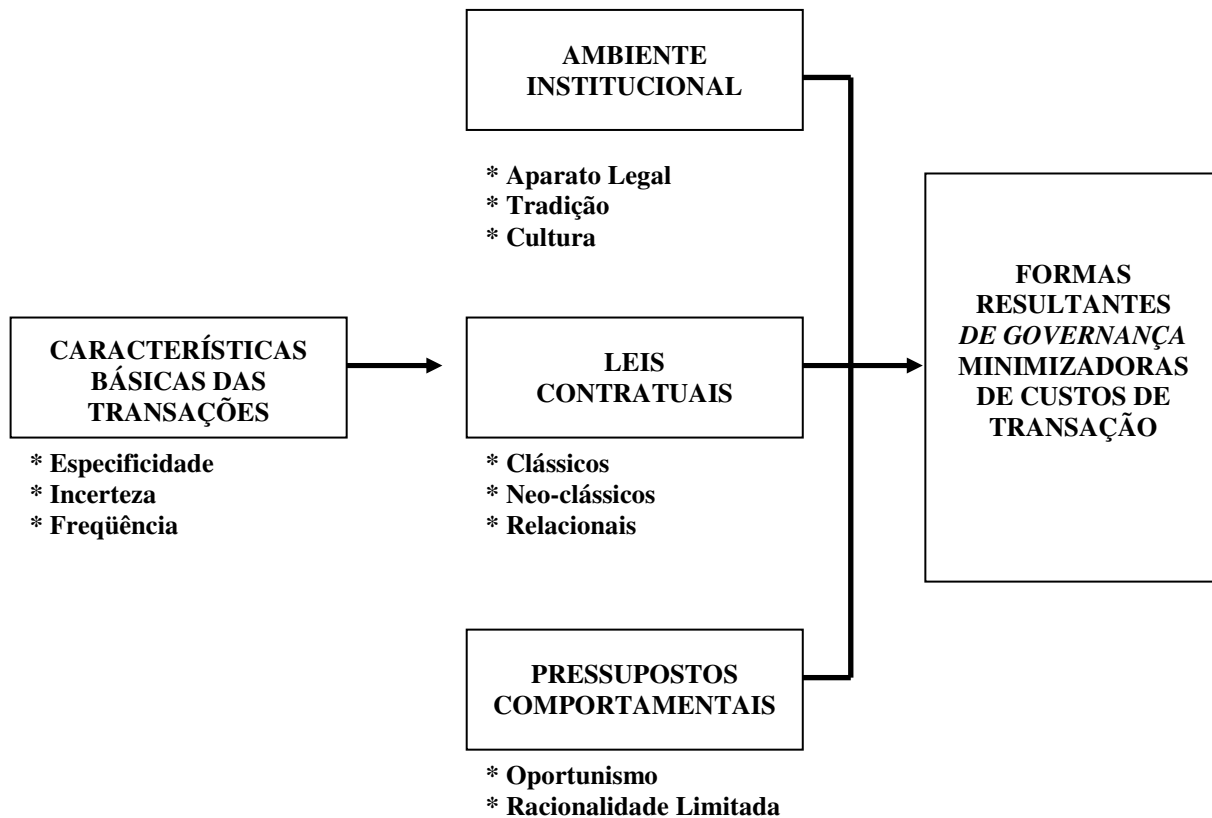 AMBIENTE
INSTITUCIONAL
* Aparato Legal
* Tradição
* Cultura
CARACTERÍSTICAS
BÁSICAS DAS
TRANSAÇÕES
* Especificidade
* Incerteza
* Freqüência
LEIS
CONTRATUAIS
* Clássicos
* Neo-clássicos
* Relacionais
PRESSUPOSTOS
COMPORTAMENTAIS
* Oportunismo
* Racionalidade Limitada
FORMAS
RESULTANTES
DE GOVERNANÇA
MINIMIZADORAS
DE CUSTOS DE
TRANSAÇÃO